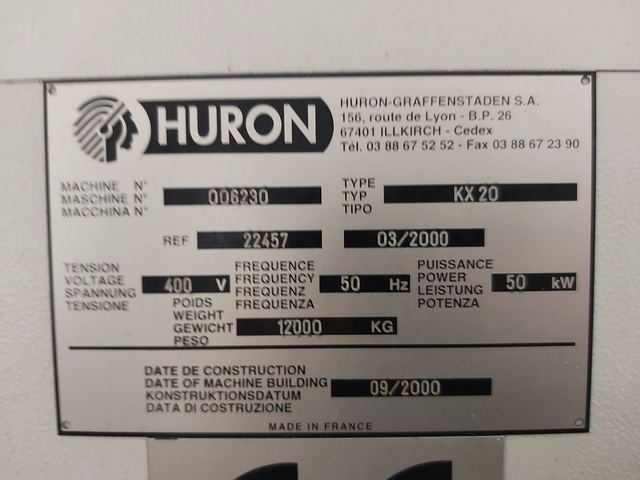 HURON
HURON-GRAFFENSTADEN S.A.
156, route de Lyon - B.P. 26
67401 ILLKIRCH - Cedex
Tél. 03 88 67 52 52 - Fax 03 88 67 23 90
MACHINE N°
MASCHINE N° 006230
MACCHINA N°
TYPE
TYP KX 20
TIPO
REF 22457 03/2000
TENSION
VOLTAGE 400 V
SPANNUNG
TENSIONE
FREQUENCE
FREQUENCY 50 Hz
FREQUENZ
FREQUENZA
PUISSANCE
POWER 50 kW
LEISTUNG
POTENZA
POIDS
WEIGHT
GEWICHT 12000 KG
PESO
DATE DE CONSTRUCTION
DATE OF MACHINE BUILDING 09/2000
KONSTRUKTIONSDATUM
DATA DI COSTRUZIONE
MADE IN FRANCE